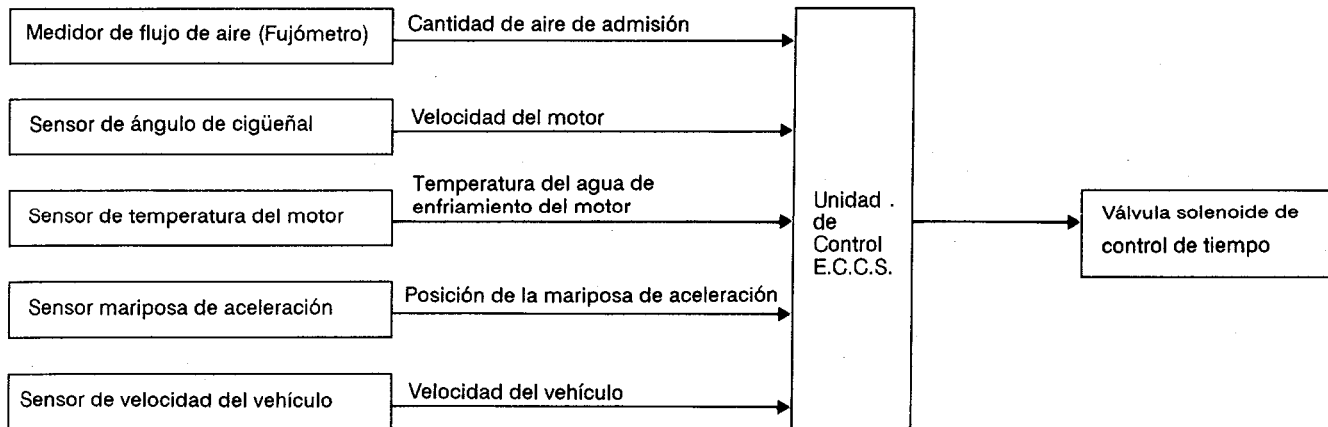 Medidor de flujo de aire (Fujómetro)
Cantidad de aire de admisión
Sensor de ángulo de cigüeñal
Velocidad del motor
Sensor de temperatura del motor
Temperatura del agua de
enfriamiento del motor
Sensor mariposa de aceleración
Posición de la mariposa de aceleración
Sensor de velocidad del vehículo
Velocidad del vehículo
Unidad
de
Control
E.C.C.S.
Válvula solenoide de
control de tiempo